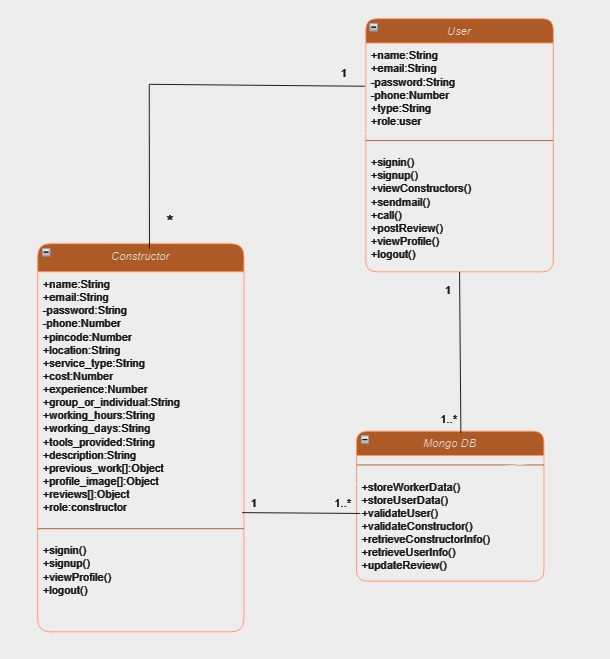 User
+name:String
+email:String
-password:String
-phone:Number
+type:String
+role:user
+signin()
+signup()
+viewConstructors()
+sendmail()
+call()
+postReview()
+viewProfile()
+logout()
1
*
Constructor
+name:String
+email:String
-password:String
-phone:Number
+pincode:Number
+location:String
+service_type:String
+cost:Number
+experience:Number
+group_or_individual:String
+working_hours:String
+working_days:String
+tools_provided:String
+description:String
+previous_work[]:Object
+profile_image[]:Object
+reviews[]:Object
+role:constructor
+signin()
+signup()
+viewProfile()
+logout()
1
1..*
Mongo DB
+storeWorkerData()
+storeUserData()
+validateUser()
+validateConstructor()
+retrieveConstructorInfo()
+retrieveUserInfo()
+updateReview()
1
1..*